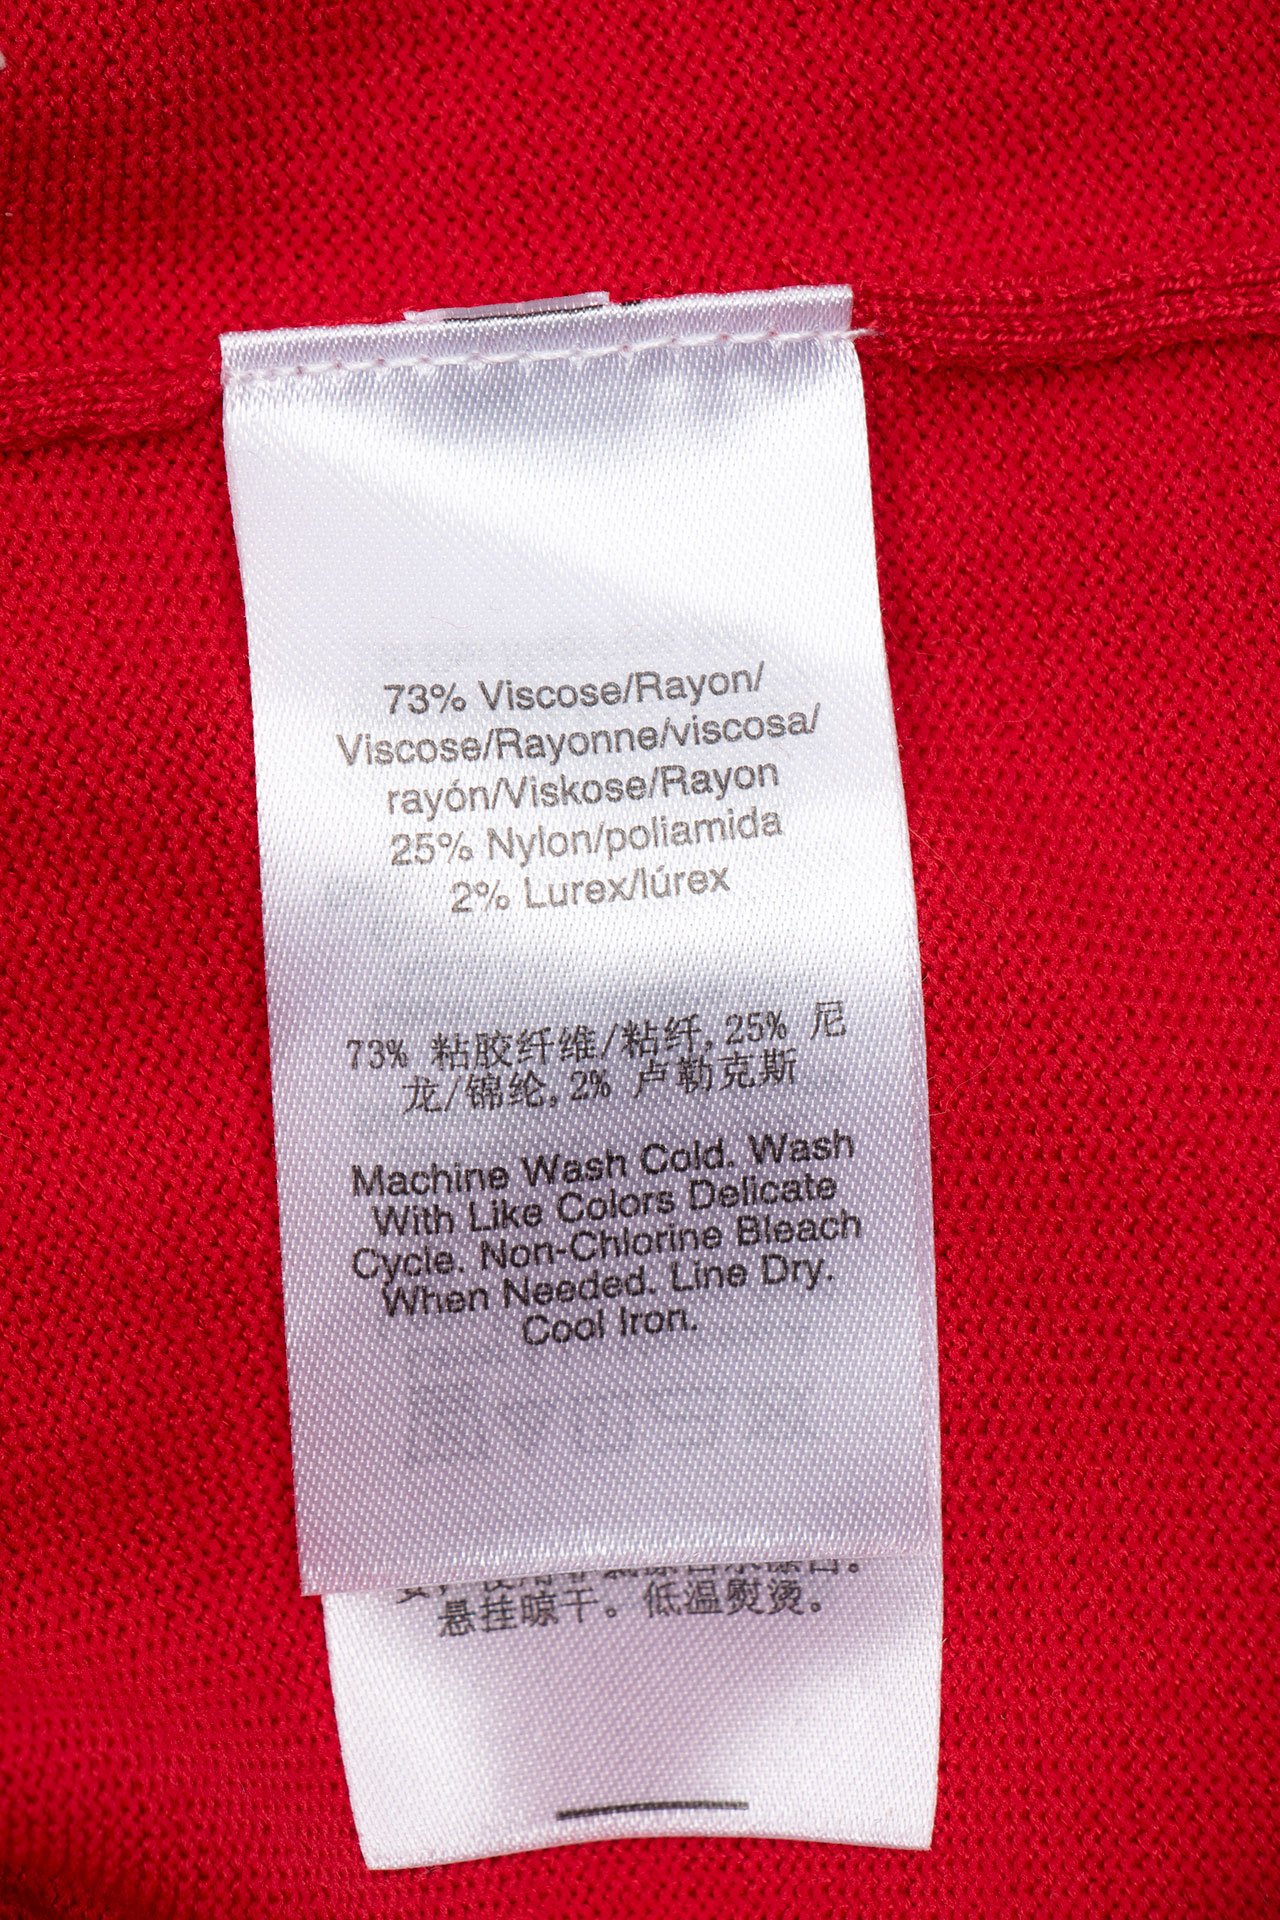 73% Viscose/Rayon/
Viscose/Rayonne/viscosa/
rayón/Viskose/Rayon
25% Nylon/poliamida
2% Lurex/lúrex
73% 粘胶纤维/粘纤, 25% 尼
龙/锦纶, 2% 卢勒克斯
Machine Wash Cold. Wash
With Like Colors Delicate
Cycle. Non-Chlorine Bleach
When Needed. Line Dry.
Cool Iron.
悬挂晾干。低温熨烫。